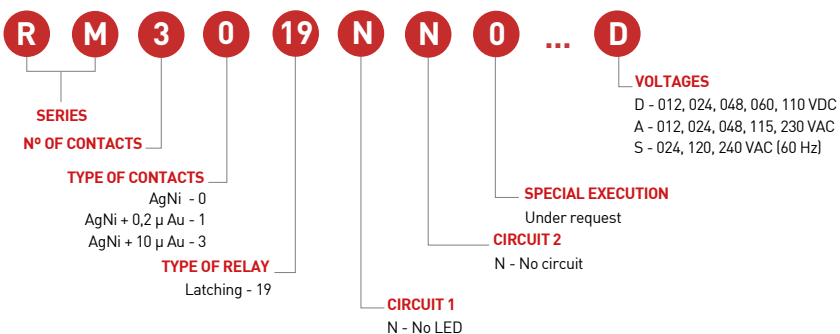 R M 3 0 19 N N 0 ... D
VOLTAGES
D - 012, 024, 048, 060, 110 VDC
A - 012, 024, 048, 115, 230 VAC
S - 024, 120, 240 VAC (60 Hz)
SERIES
Nº OF CONTACTS
TYPE OF CONTACTS
AgNi - 0
AgNi + 0,2 µ Au - 1
AgNi + 10 µ Au - 3
SPECIAL EXECUTION
Under request
CIRCUIT 2
N - No circuit
TYPE OF RELAY
Latching - 19
CIRCUIT 1
N - No LED